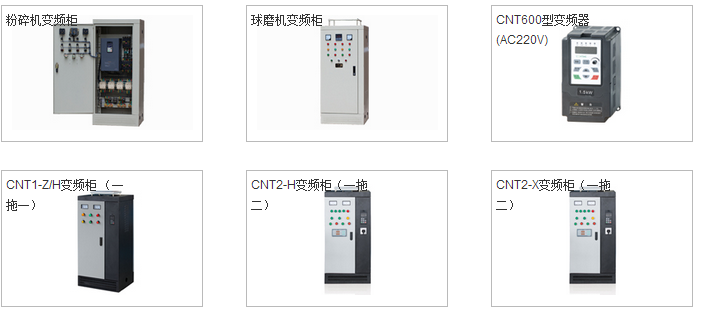 粉碎机变频柜
球磨机变频柜
CNT600型变频器
(AC220V)
1.5kW
CNT1-Z/H变频柜（一
拖一）
CNT2-H变频柜（一拖
二）
CNT2-X变频柜（一拖
二）